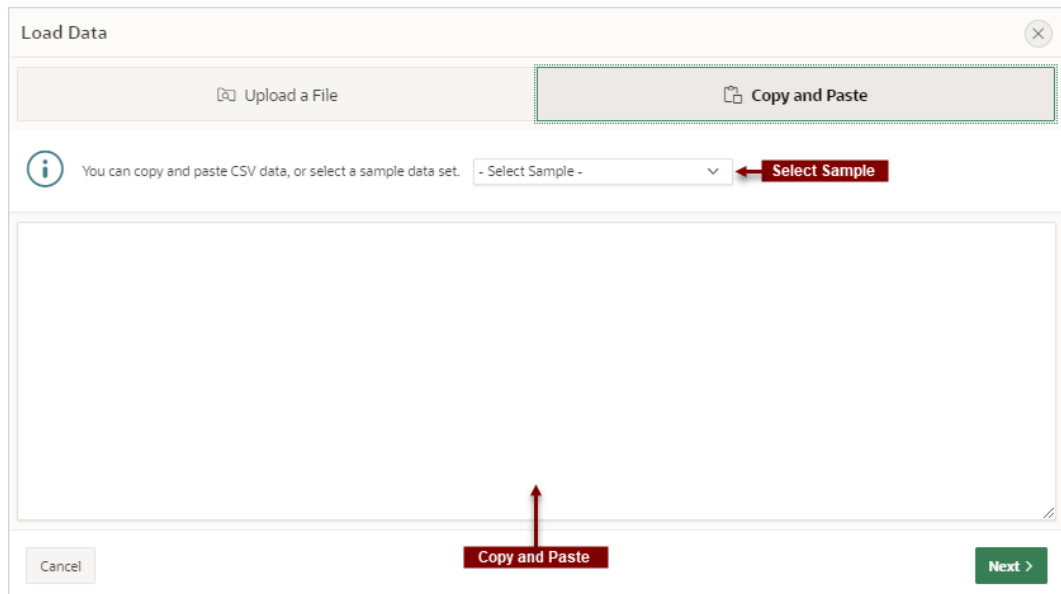 Load Data
Upload a File
Copy and Paste
You can copy and paste CSV data, or select a sample data set.
- Select Sample -
Select Sample
Copy and Paste
Cancel
Next >